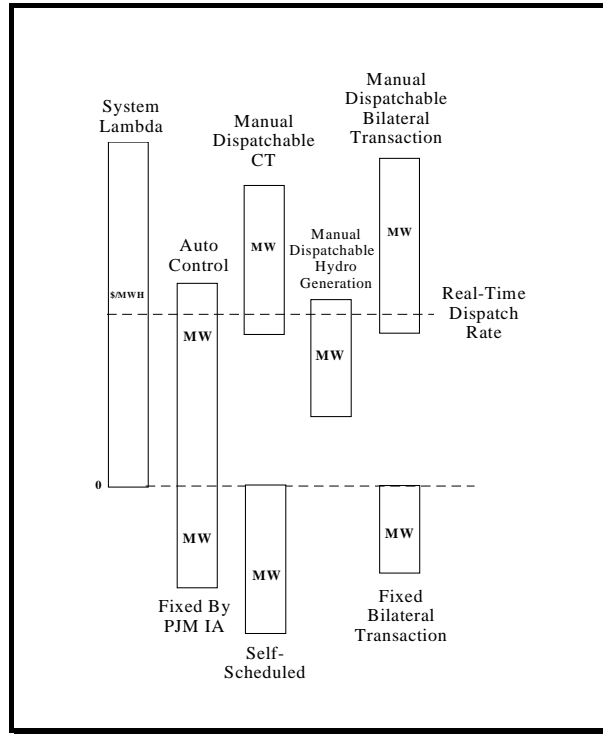 System
Lambda
Manual
Dispatchable
CT
Manual
Dispatchable
Bilateral
Transaction
Auto
Control
Manual
Dispatchable
Hydro
Generation
MW
MW
$/MWH
Real-Time
Dispatch
Rate
MW
MW
0
MW
MW
MW
Fixed By
PJM IA
Self-
Scheduled
Fixed
Bilateral
Transaction